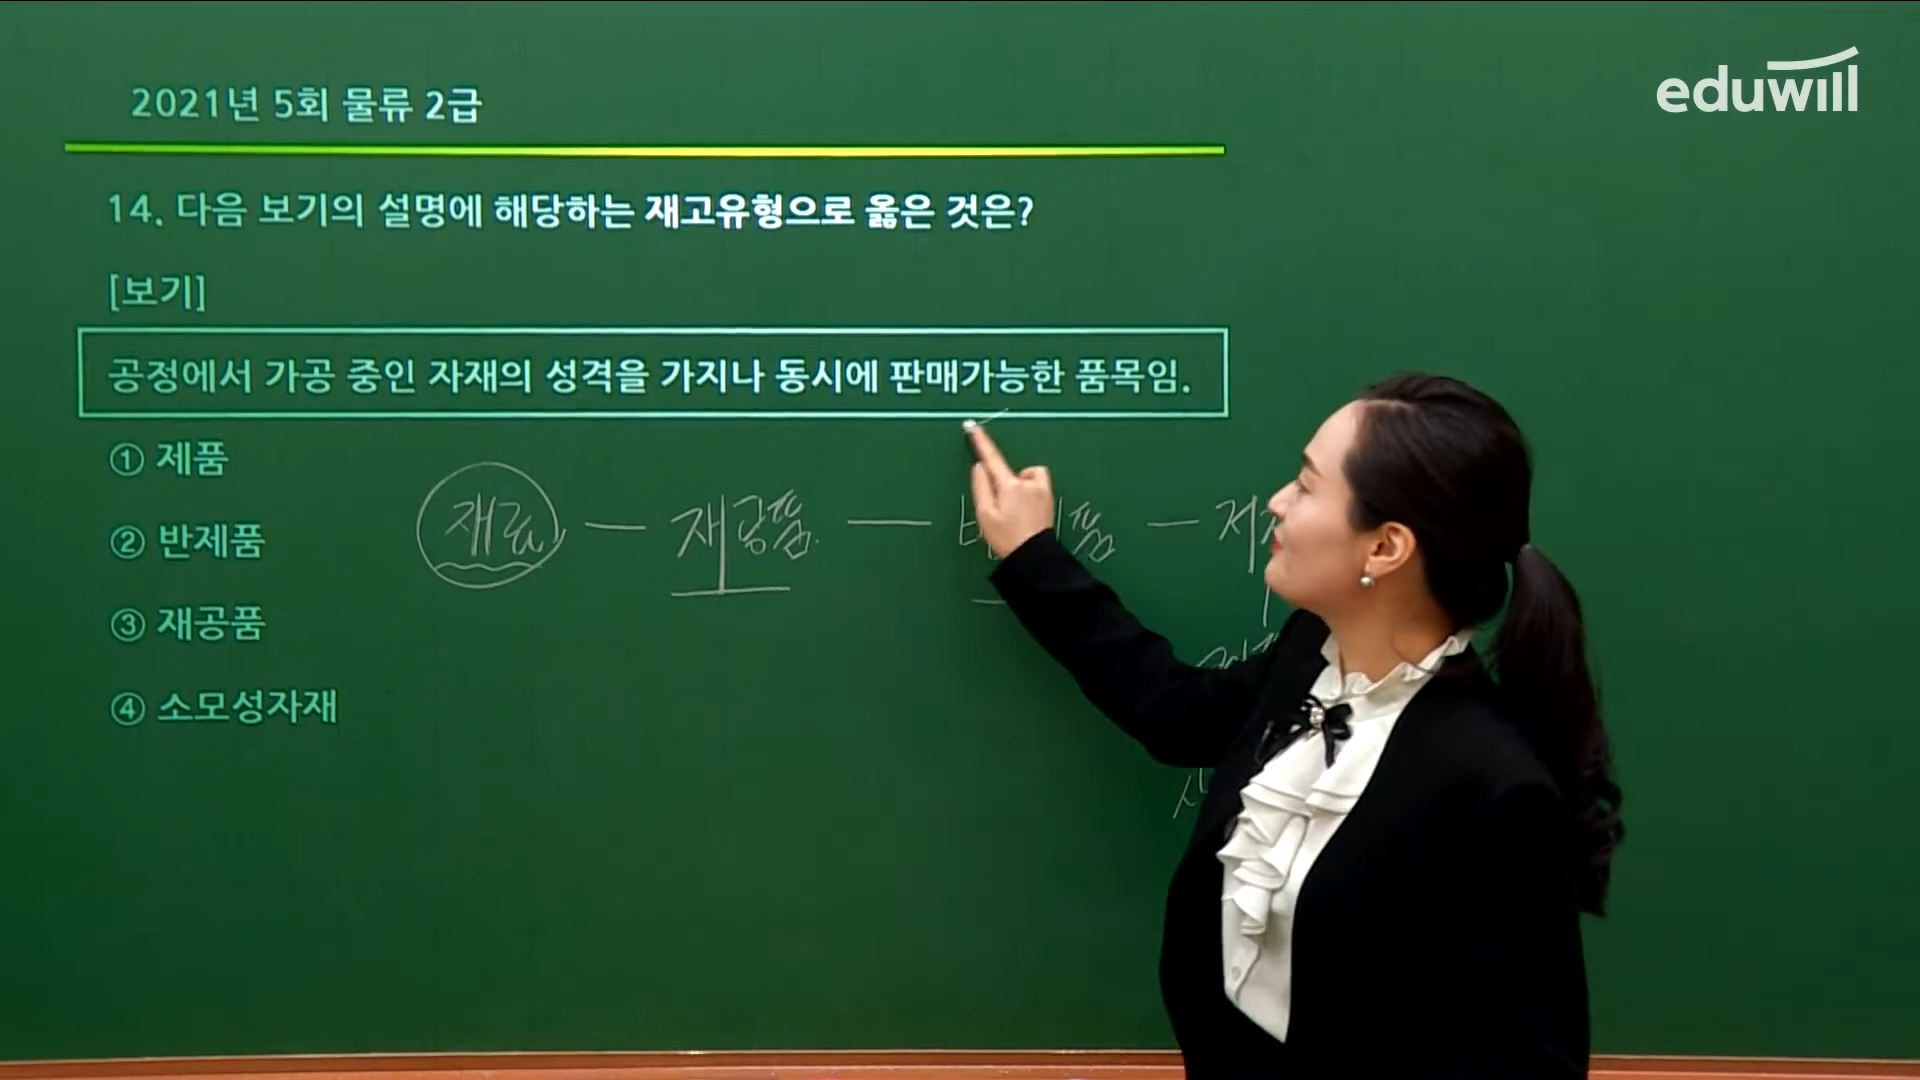 eduwill
2021년 5회 물류 2급
14. 다음 보기의 설명에 해당하는 재고유형으로 옳은 것은?
[보기]
공정에서 가공 중인 자재의 성격을 가지나 동시에 판매가능한 품목임.
① 제품
② 반제품
③ 재공품
④ 소모성자재
재료 — 재공품 —